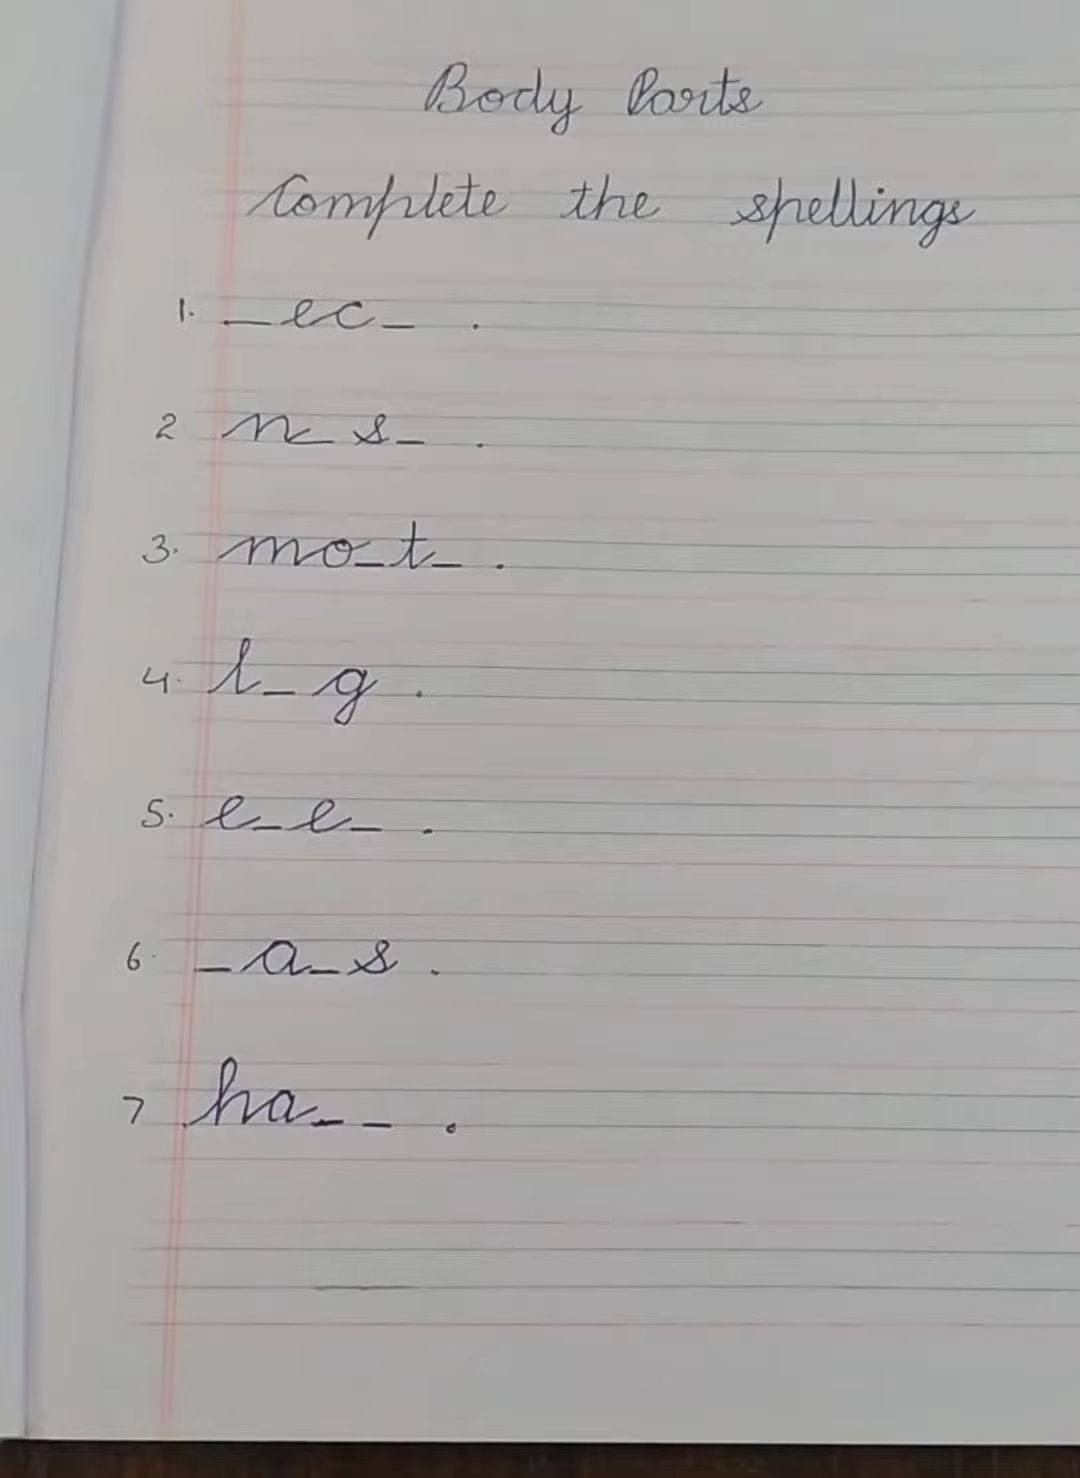 Body Parts
Complete the spellings
1. _ec_ .
2 n_s_ .
3. mo_t_ .
4. l_g .
5. e_e_ .
6. _a_s .
7 ha_ _ .